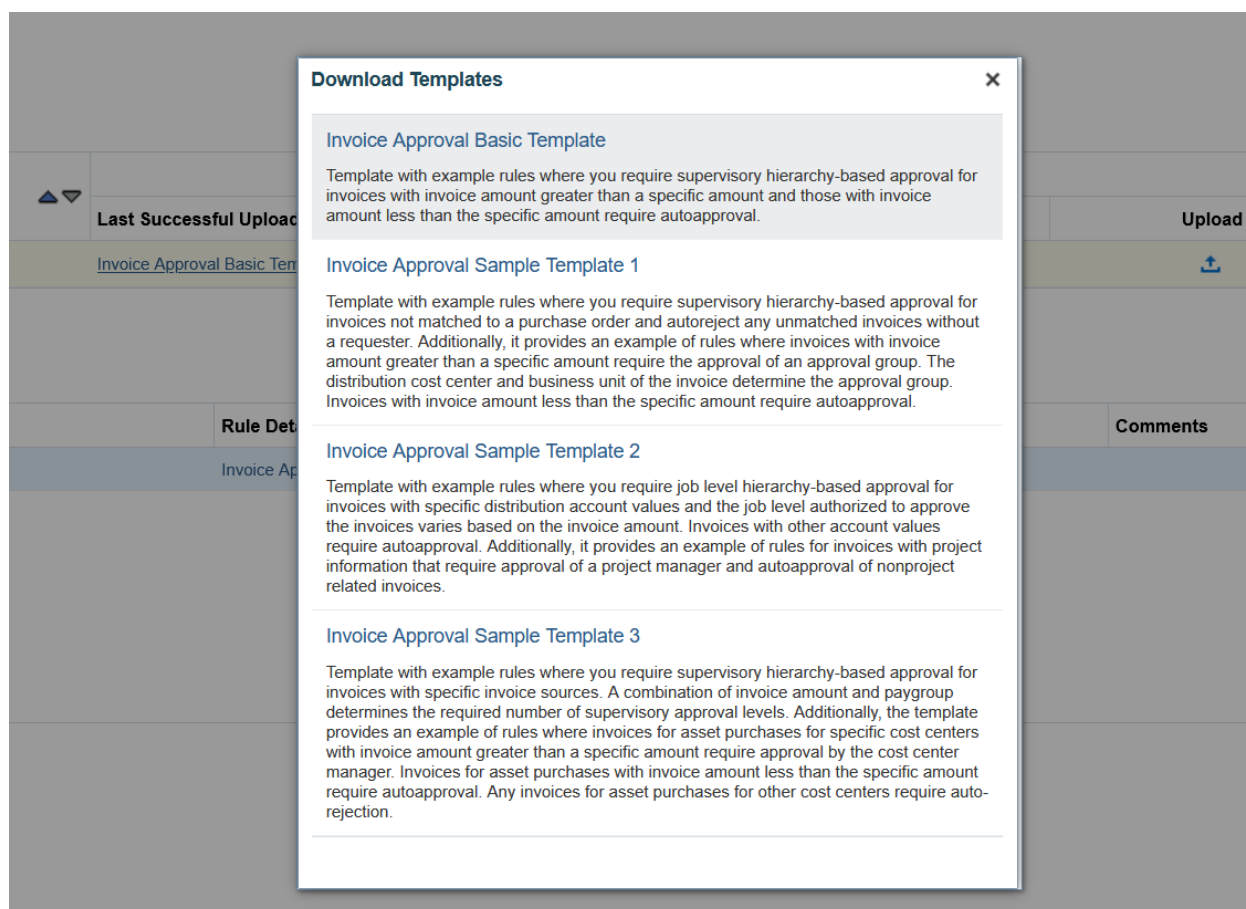 Download Templates
Invoice Approval Basic Template
Template with example rules where you require supervisory hierarchy-based approval for
invoices with invoice amount greater than a specific amount and those with invoice
amount less than the specific amount require autoapproval.
Last Successful Upload
Upload
Invoice Approval Basic Tem
Invoice Approval Sample Template 1
Template with example rules where you require supervisory hierarchy-based approval for
invoices not matched to a purchase order and autoreject any unmatched invoices without
a requester. Additionally, it provides an example of rules where invoices with invoice
amount greater than a specific amount require the approval of an approval group. The
distribution cost center and business unit of the invoice determine the approval group.
Invoices with invoice amount less than the specific amount require autoapproval.
Rule Det
Comments
Invoice Ap
Invoice Approval Sample Template 2
Template with example rules where you require job level hierarchy-based approval for
invoices with specific distribution account values and the job level authorized to approve
the invoices varies based on the invoice amount. Invoices with other account values
require autoapproval. Additionally, it provides an example of rules for invoices with project
information that require approval of a project manager and autoapproval of nonproject
related invoices.
Invoice Approval Sample Template 3
Template with example rules where you require supervisory hierarchy-based approval for
invoices with specific invoice sources. A combination of invoice amount and paygroup
determines the required number of supervisory approval levels. Additionally, the template
provides an example of rules where invoices for asset purchases for specific cost centers
with invoice amount greater than a specific amount require approval by the cost center
manager. Invoices for asset purchases with invoice amount less than the specific amount
require autoapproval. Any invoices for asset purchases for other cost centers require auto-
rejection.